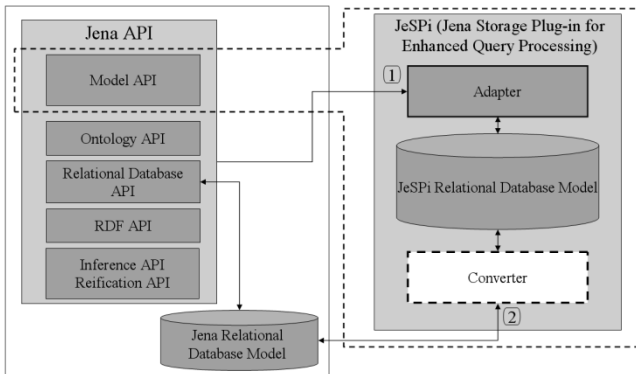 Jena API
Model API
Ontology API
Relational Database
API
RDF API
Inference API
Reification API
Jena Relational
Database Model
JeSPi (Jena Storage Plug-in for
Enhanced Query Processing)
1
Adapter
JeSPi Relational Database Model
Converter
2